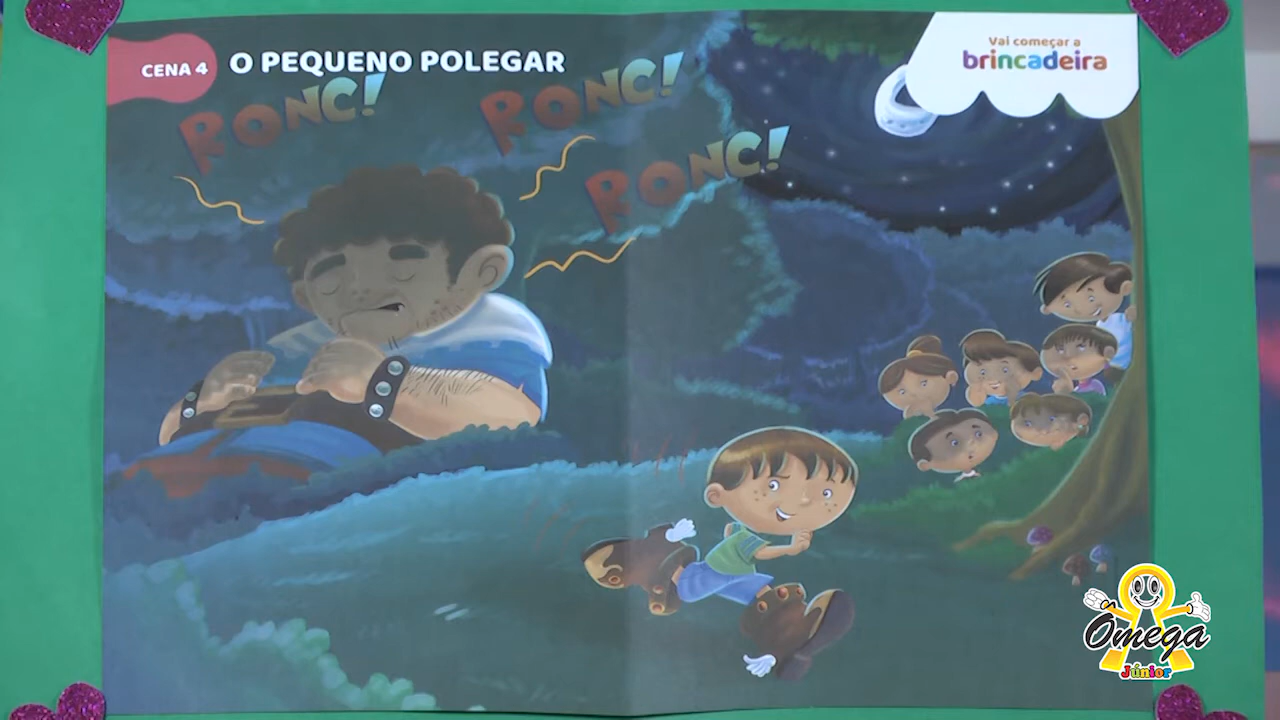 CENA 4
O PEQUENO POLEGAR
Vai começar a
brincadeira
RONC!
RONC!
RONC!
Ômega
Júnior